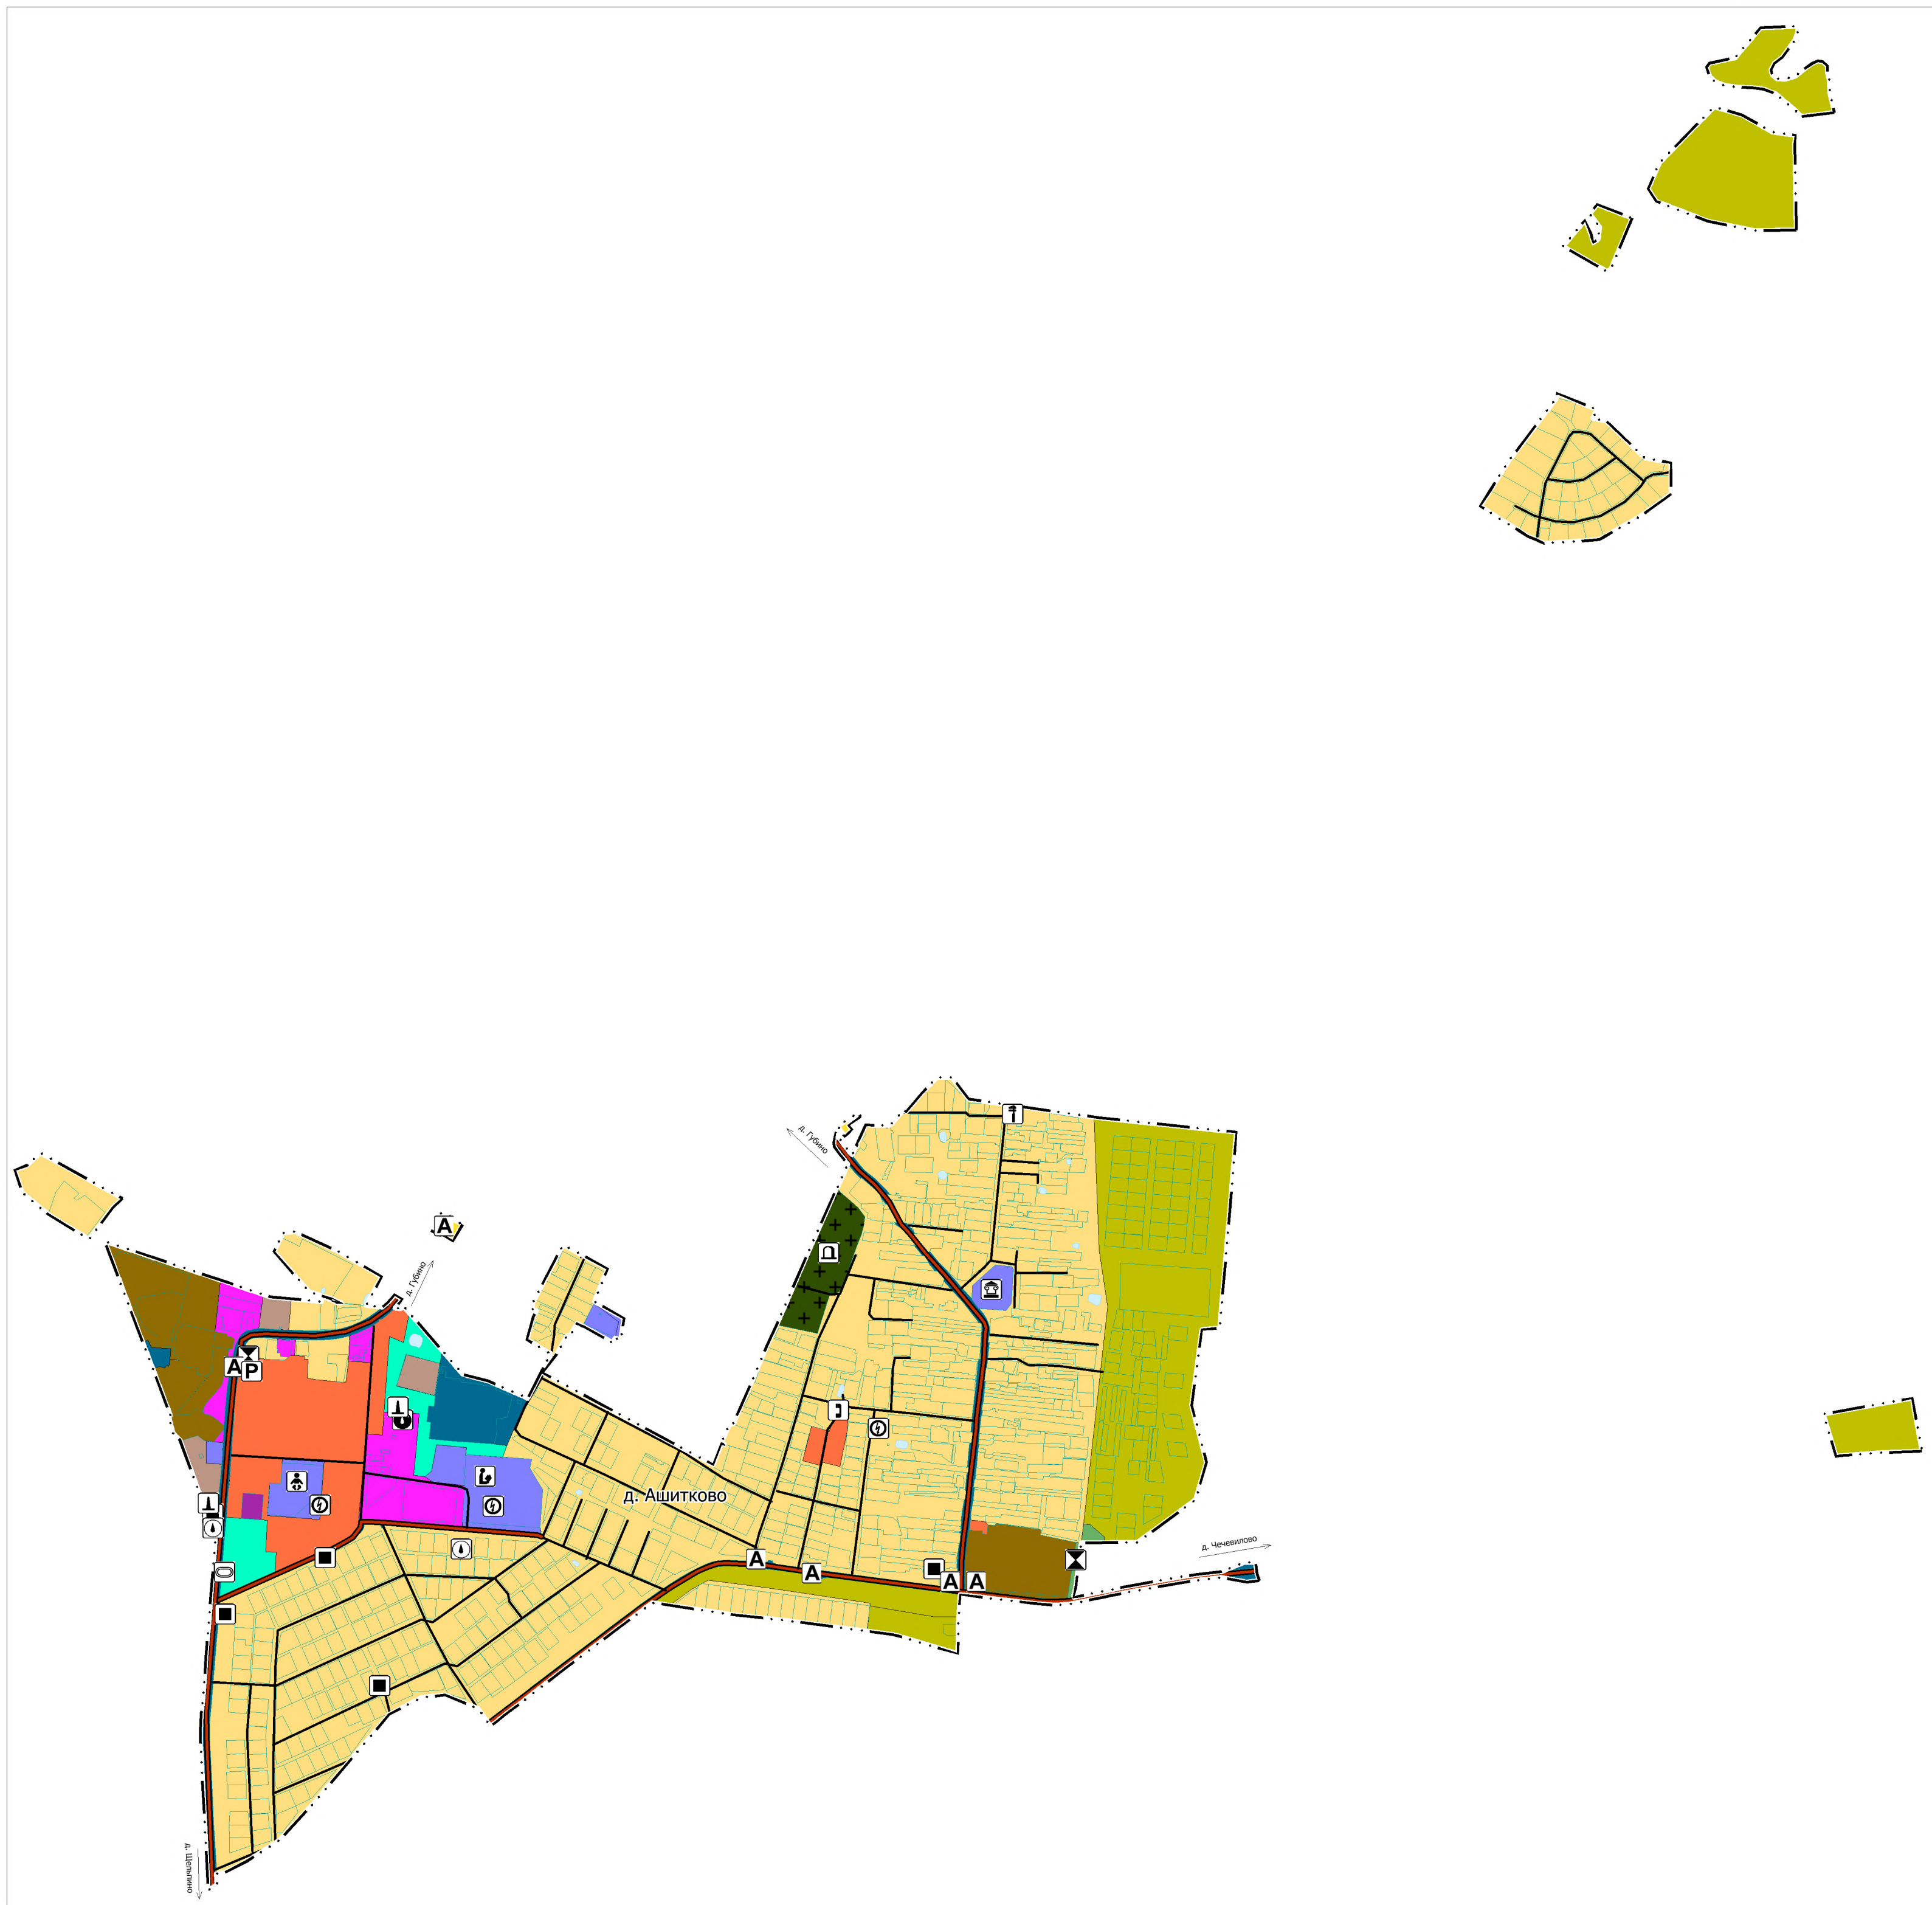 д. Губино
д. Губино
A
A
P
д. Ашитково
д. Чечевилово
A
A
A
A
д. Щельпино